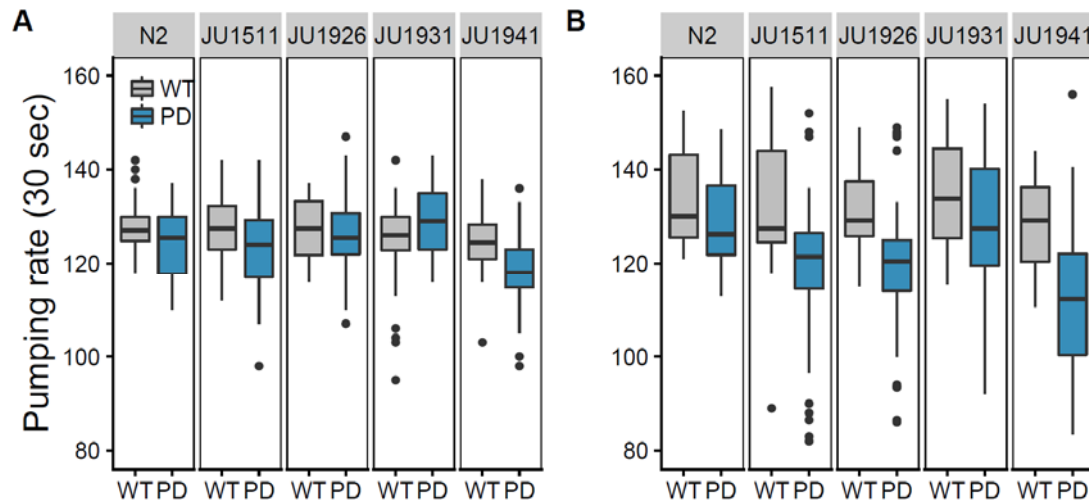 A
B
N2 JU1511 JU1926 JU1931 JU1941
N2 JU1511 JU1926 JU1931 JU1941
Pumping rate (30 sec)
160
140
120
100
80
WT
PD
160
140
120
100
80
WT PD WT PD WT PD WT PD WT PD
WT PD WT PD WT PD WT PD WT PD